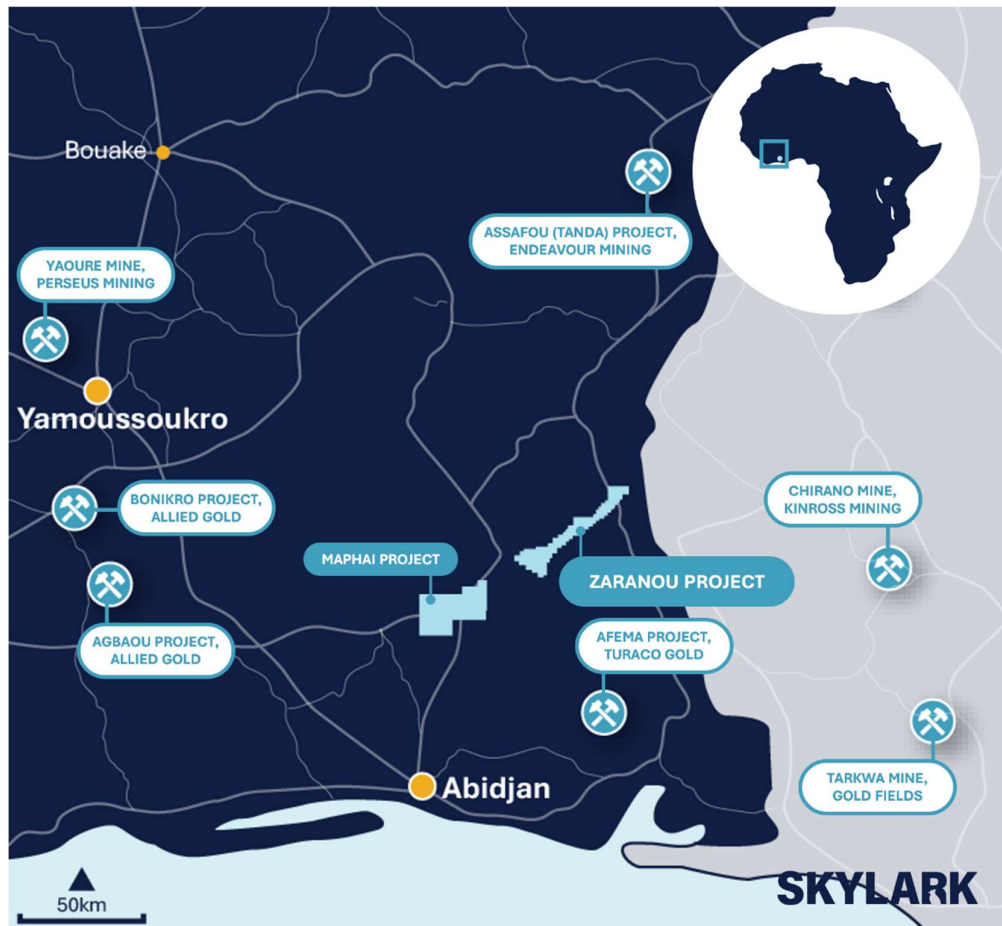 Bouake
ASSAFOU (TANDA) PROJECT,
ENDEAVOUR MINING
YAOURE MINE,
PERSEUS MINING
Yamoussoukro
BONIKRO PROJECT,
ALLIED GOLD
CHIRANO MINE,
KINROSS MINING
MAPHAI PROJECT
ZARANOU PROJECT
AGBAOU PROJECT,
ALLIED GOLD
AFEMA PROJECT,
TURACO GOLD
Abidjan
TARKWA MINE,
GOLD FIELDS
50km
SKYLARK